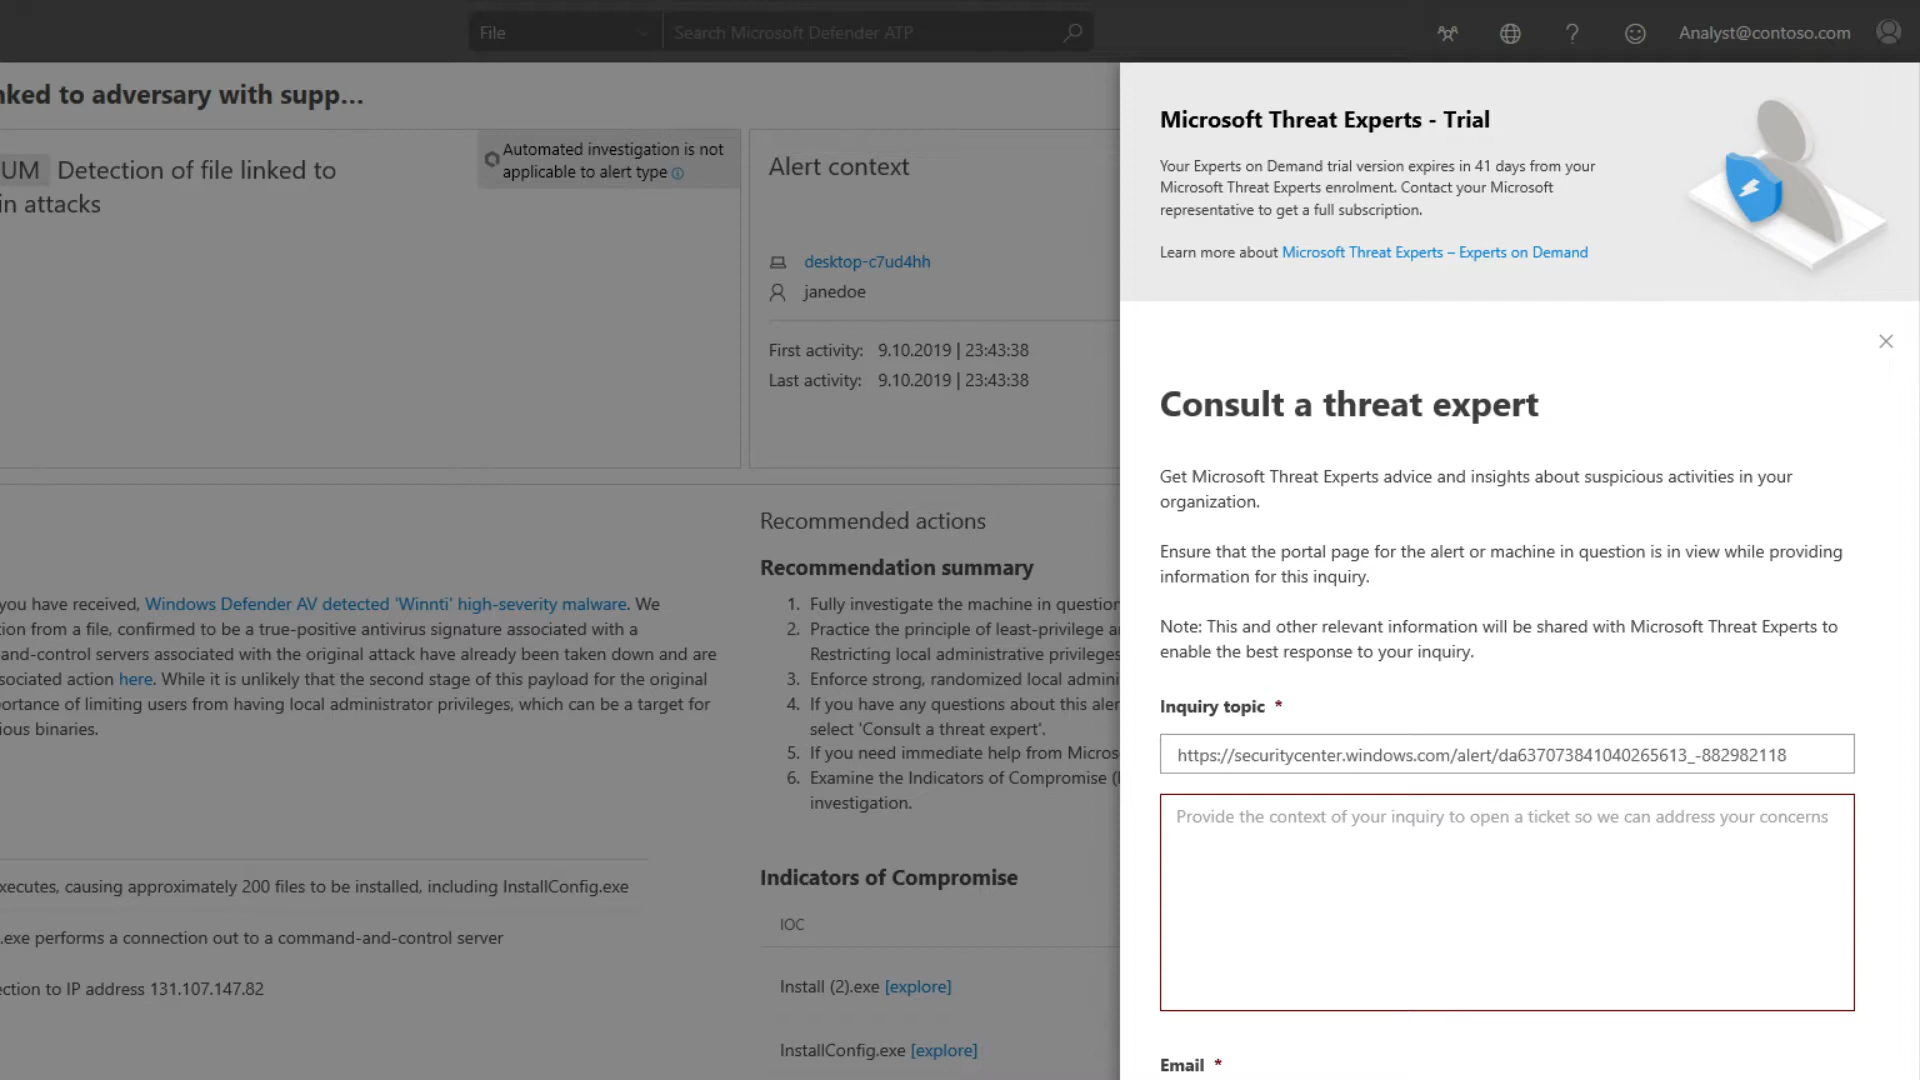 File
Search Microsoft Defender ATP
Analyst@contoso.com
nked to adversary with supp...
UM Detection of file linked to
in attacks
Automated investigation is not
applicable to alert type
Alert context
desktop-c7ud4hh
janedoe
First activity: 9.10.2019 | 23:43:38
Last activity: 9.10.2019 | 23:43:38
you have received, Windows Defender AV detected 'Winnti' high-severity malware. We
ion from a file, confirmed to be a true-positive antivirus signature associated with a
and-control servers associated with the original attack have already been taken down and are
sociated action here. While it is unlikely that the second stage of this payload for the original
ortance of limiting users from having local administrator privileges, which can be a target for
ious binaries.
xecutes, causing approximately 200 files to be installed, including InstallConfig.exe
.exe performs a connection out to a command-and-control server
ection to IP address 131.107.147.82
Recommended actions
Recommendation summary
1. Fully investigate the machine in question
2. Practice the principle of least-privilege a
Restricting local administrative privileges
3. Enforce strong, randomized local admini
4. If you have any questions about this aler
select 'Consult a threat expert'.
5. If you need immediate help from Micros
6. Examine the Indicators of Compromise (
investigation.
Indicators of Compromise
IOC
Install (2).exe [explore]
InstallConfig.exe [explore]
Microsoft Threat Experts - Trial
Your Experts on Demand trial version expires in 41 days from your
Microsoft Threat Experts enrolment. Contact your Microsoft
representative to get a full subscription.
Learn more about Microsoft Threat Experts – Experts on Demand
Consult a threat expert
Get Microsoft Threat Experts advice and insights about suspicious activities in your
organization.
Ensure that the portal page for the alert or machine in question is in view while providing
information for this inquiry.
Note: This and other relevant information will be shared with Microsoft Threat Experts to
enable the best response to your inquiry.
Inquiry topic *
https://securitycenter.windows.com/alert/da637073841040265613_-882982118
Provide the context of your inquiry to open a ticket so we can address your concerns
Email *